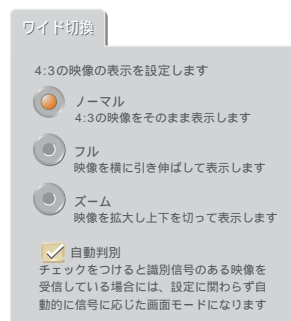 ワイド切換
4:3の映像の表示を設定します
ノーマル
4:3の映像をそのまま表示します
フル
映像を横に引き伸ばして表示します
ズーム
映像を拡大し上下を切って表示します
自動判別
チェックをつけると識別信号のある映像を
受信している場合には、設定に関わらず自
動的に信号に応じた画面モードになります